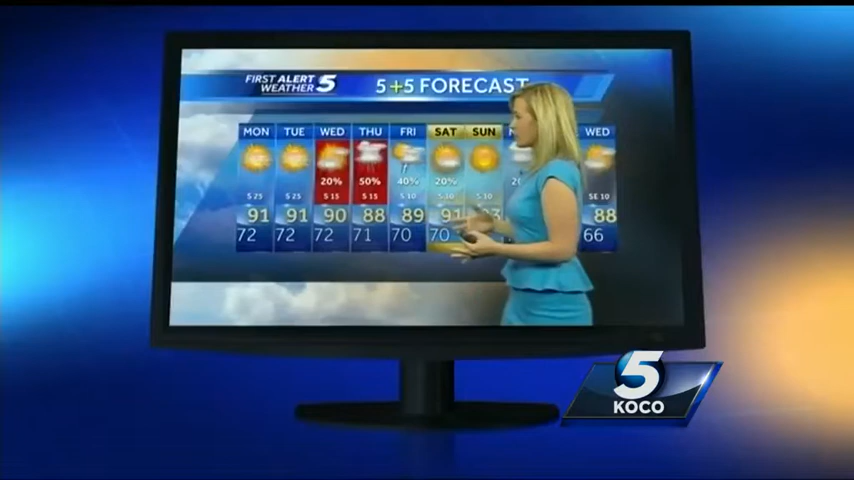 FIRST ALERT
WEATHER 5
5+5 FORECAST
MON TUE WED THU FRI SAT SUN WED
20% 50% 40% 20%
S 25 S 25 S 15 S 15 S 10 S 10 S 10 SE 10
91 91 90 88 89 91 88
72 72 72 71 70 70 66
5
KOCO